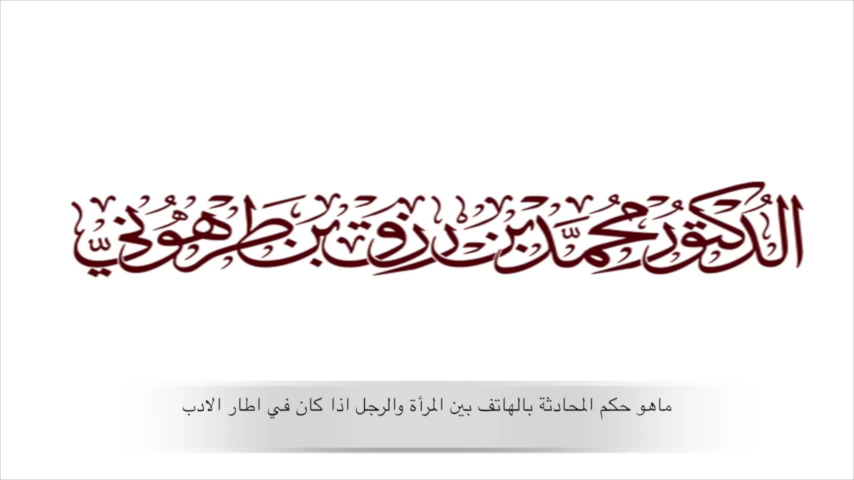 الدكتور محمد بن رزق بن طرهوني
ماهو حكم المحادثة بالهاتف بين المرأة والرجل اذا كان في اطار الادب